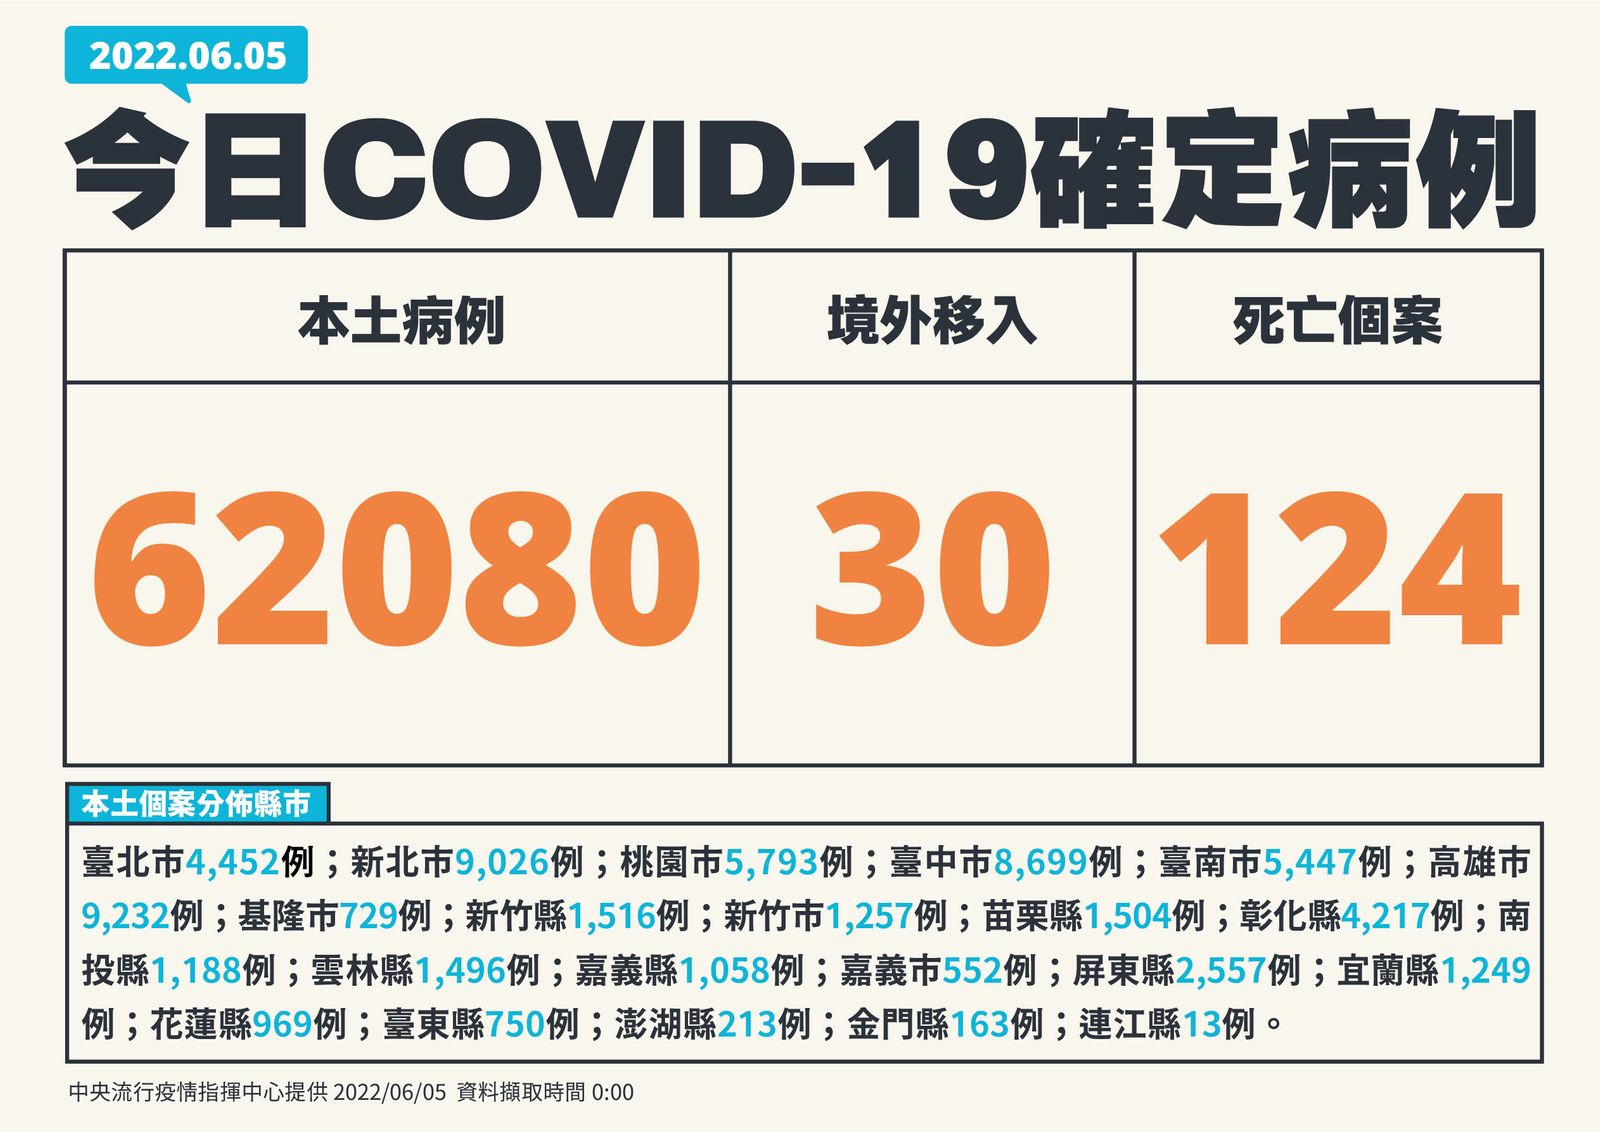 2022.06.05
今日COVID-19確定病例
本土病例
境外移入
死亡個案
62080
30
124
本土個案分佈縣市
臺北市4,452例；新北市9,026例；桃園市5,793例；臺中市8,699例；臺南市5,447例；高雄市
9,232例；基隆市729例；新竹縣1,516例；新竹市1,257例；苗栗縣1,504例；彰化縣4,217例；南
投縣1,188例；雲林縣1,496例；嘉義縣1,058例；嘉義市552例；屏東縣2,557例；宜蘭縣1,249
例；花蓮縣969例；臺東縣750例；澎湖縣213例；金門縣163例；連江縣13例。
中央流行疫情指揮中心提供 2022/06/05 資料擷取時間 0:00